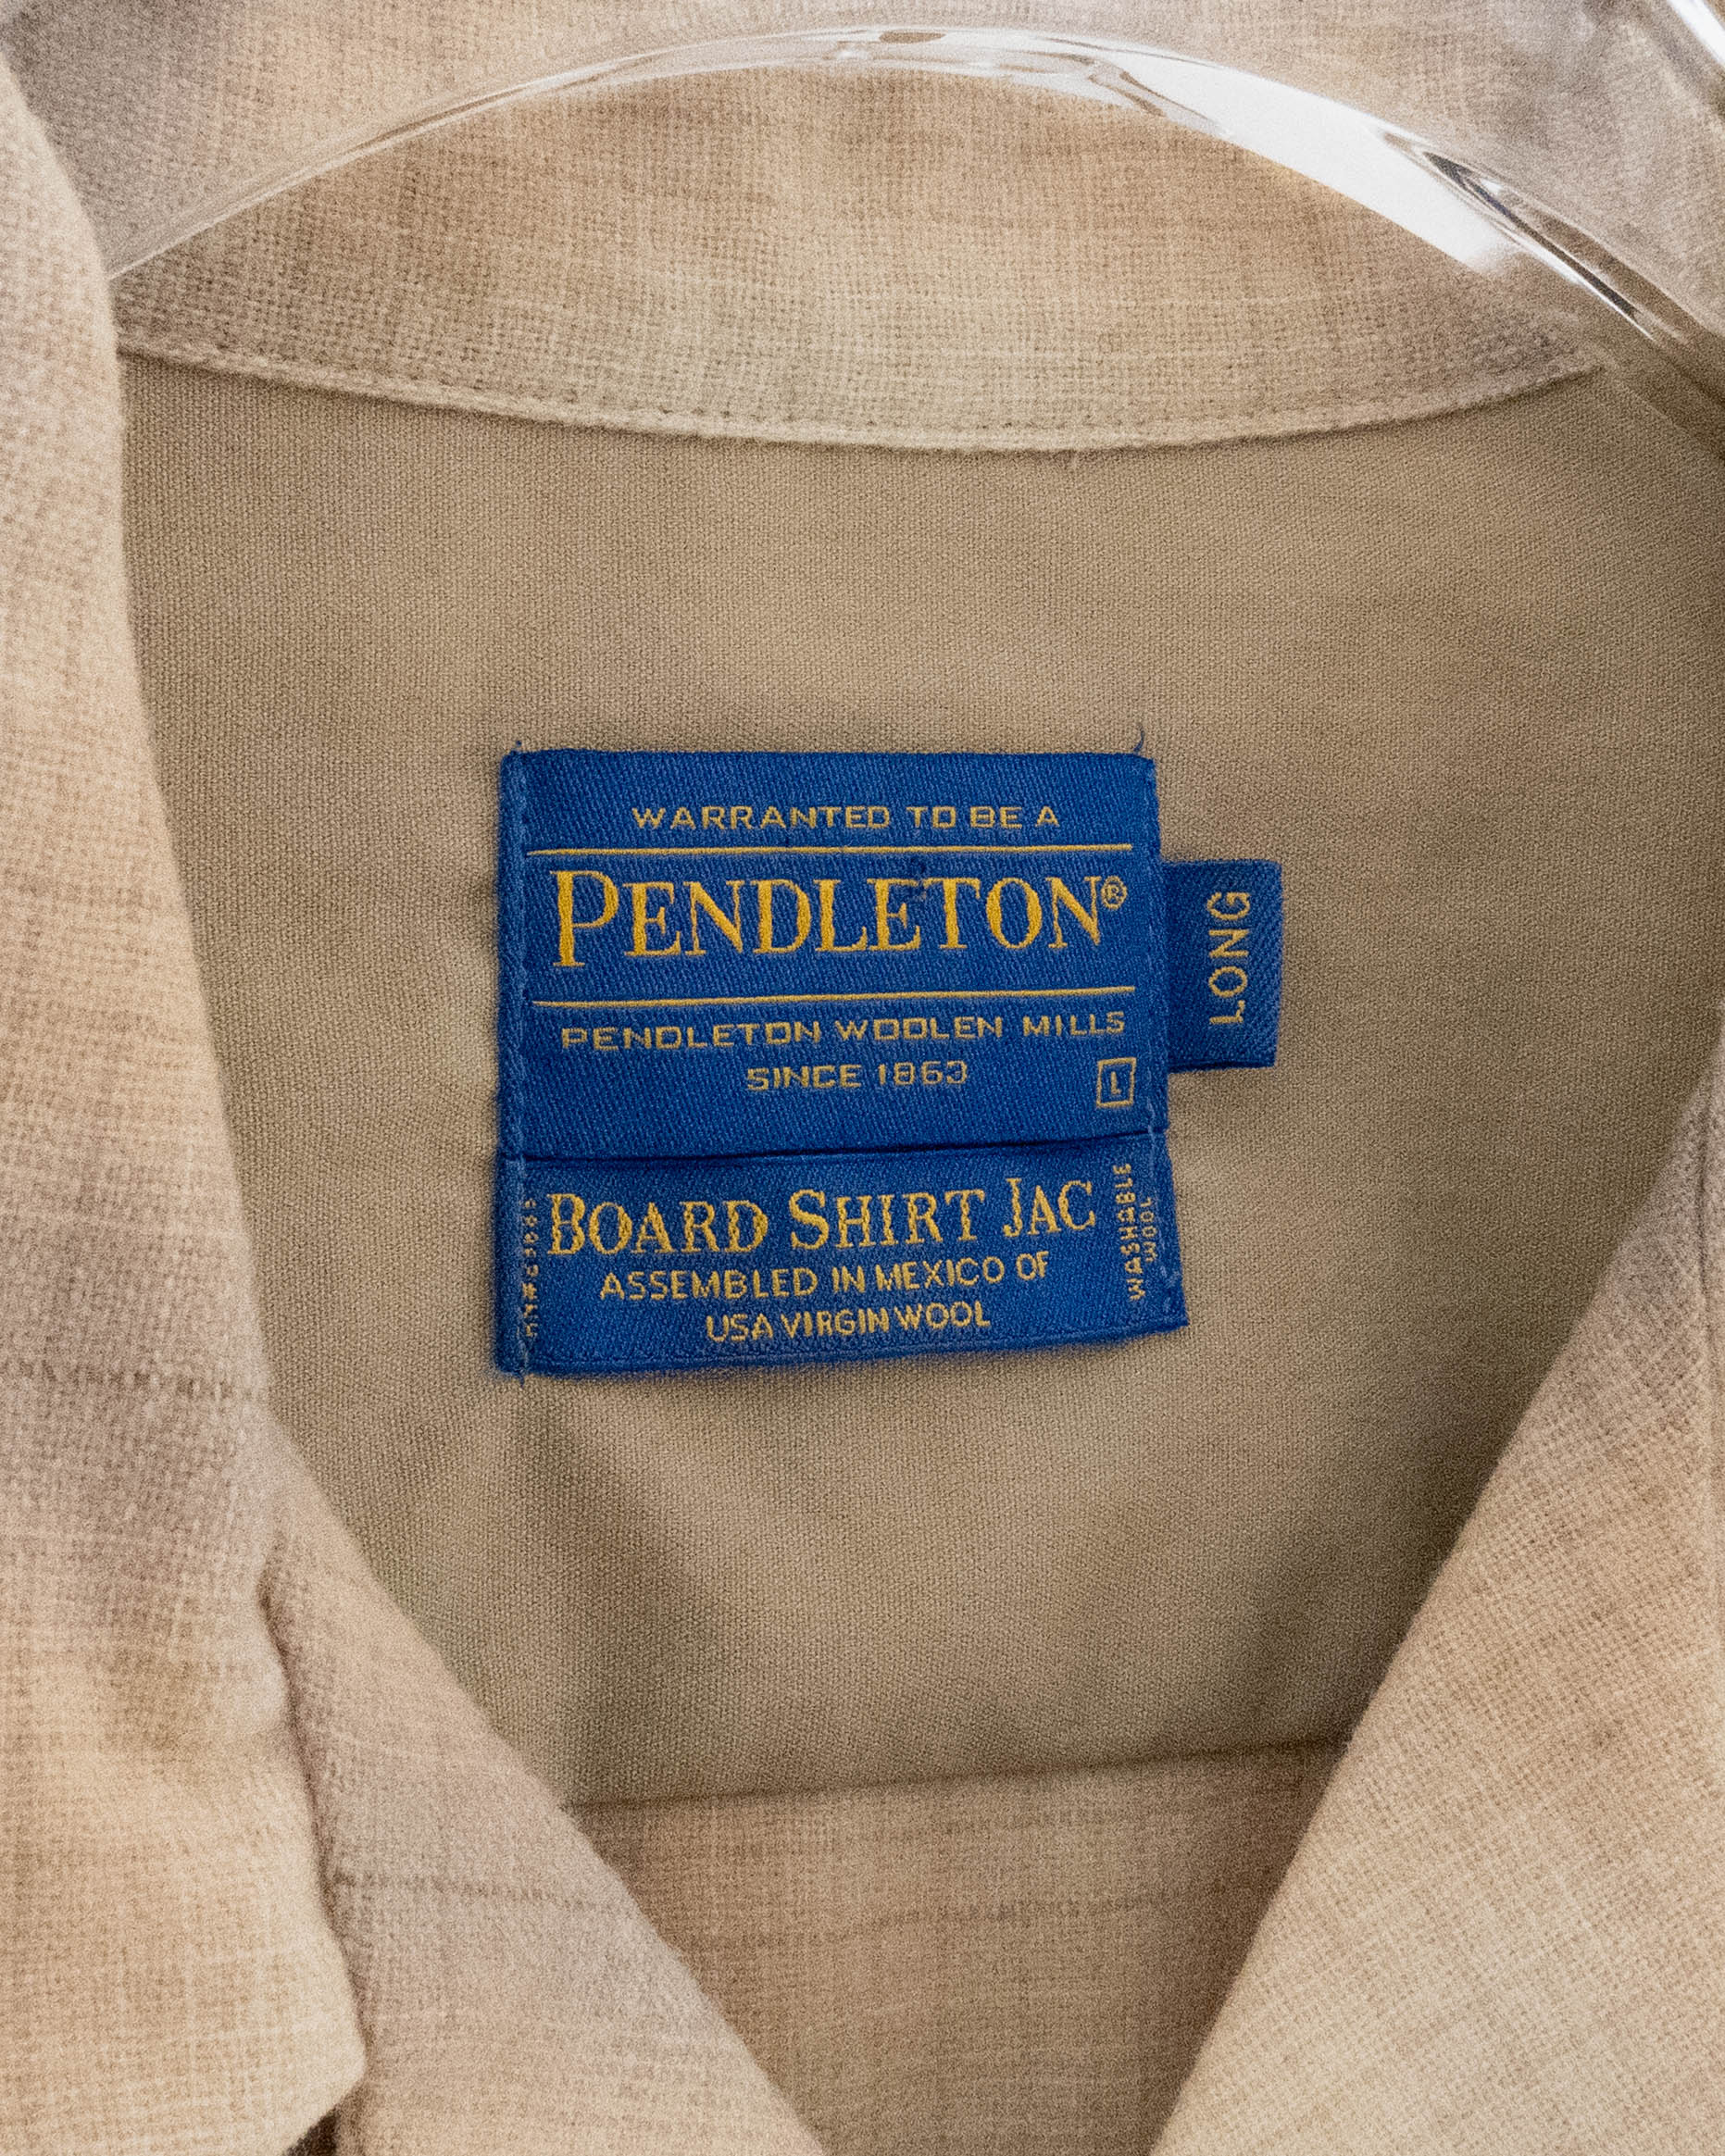 WARRANTED TO BE A
PENDLETON®
PENDLETON WOOLEN MILLS
SINCE 1863
L
LONG
BOARD SHIRT JAC
ASSEMBLED IN MEXICO OF
USA VIRGIN WOOL
WASHABLE
WOOL